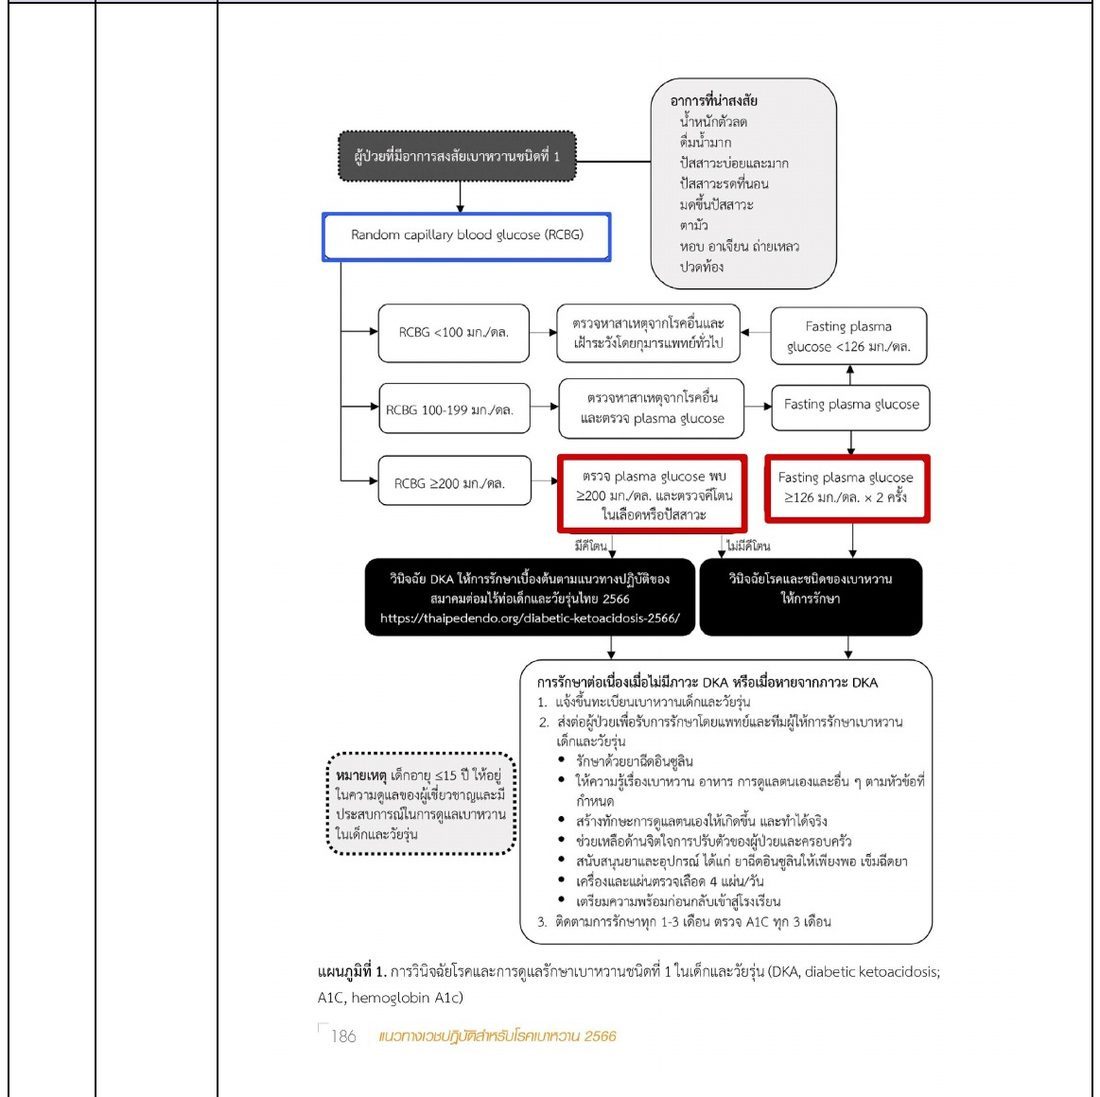 อาการที่น่าสงสัย
น้ำหนักตัวลด
ดื่มน้ำมาก
ปัสสาวะบ่อยและมาก
ปัสสาวะรดที่นอน
มดขึ้นปัสสาวะ
ตามัว
หอบ อาเจียน ถ่ายเหลว
ปวดท้อง
ผู้ป่วยที่มีอาการสงสัยเบาหวานชนิดที่ 1
Random capillary blood glucose (RCBG)
RCBG <100 มก./ดล.
ตรวจหาสาเหตุจากโรคอื่นและ
เฝ้าระวังโดยกุมารแพทย์ทั่วไป
Fasting plasma
glucose <126 มก./ดล.
RCBG 100-199 มก./ดล.
ตรวจหาสาเหตุจากโรคอื่น
และตรวจ plasma glucose
Fasting plasma glucose
RCBG ≥200 มก./ดล.
ตรวจ plasma glucose พบ
≥200 มก./ดล. และตรวจคีโตน
ในเลือดหรือปัสสาวะ
Fasting plasma glucose
≥126 มก./ดล. × 2 ครั้ง
มีคีโตน
ไม่มีคีโตน
วินิจฉัย DKA ให้การรักษาเบื้องต้นตามแนวทางปฏิบัติของ
สมาคมต่อมไร้ท่อเด็กและวัยรุ่นไทย 2566
https://thaipedendo.org/diabetic-ketoacidosis-2566/
วินิจฉัยโรคและชนิดของเบาหวาน
ให้การรักษา
การรักษาต่อเนื่องเมื่อไม่มีภาวะ DKA หรือเมื่อหายจากภาวะ DKA
1. แจ้งขึ้นทะเบียนเบาหวานเด็กและวัยรุ่น
2. ส่งต่อผู้ป่วยเพื่อรับการรักษาโดยแพทย์และทีมผู้ให้การรักษาเบาหวาน
เด็กและวัยรุ่น
• รักษาด้วยยาฉีดอินซูลิน
• ให้ความรู้เรื่องเบาหวาน อาหาร การดูแลตนเองและอื่น ๆ ตามหัวข้อที่
กำหนด
• สร้างทักษะการดูแลตนเองให้เกิดขึ้น และทำได้จริง
• ช่วยเหลือด้านจิตใจการปรับตัวของผู้ป่วยและครอบครัว
• สนับสนุนยาและอุปกรณ์ ได้แก่ ยาฉีดอินซูลินให้เพียงพอ เข็มฉีดยา
• เครื่องและแผ่นตรวจเลือด 4 แผ่น/วัน
• เตรียมความพร้อมก่อนกลับเข้าสู่โรงเรียน
3. ติดตามการรักษาทุก 1-3 เดือน ตรวจ A1C ทุก 3 เดือน
หมายเหตุ เด็กอายุ ≤15 ปี ให้อยู่
ในความดูแลของผู้เชี่ยวชาญและมี
ประสบการณ์ในการดูแลเบาหวาน
ในเด็กและวัยรุ่น
แผนภูมิที่ 1. การวินิจฉัยโรคและการดูแลรักษาเบาหวานชนิดที่ 1 ในเด็กและวัยรุ่น (DKA, diabetic ketoacidosis;
A1C, hemoglobin A1c)
186 แนวทางเวชปฏิบัติสำหรับโรคเบาหวาน 2566